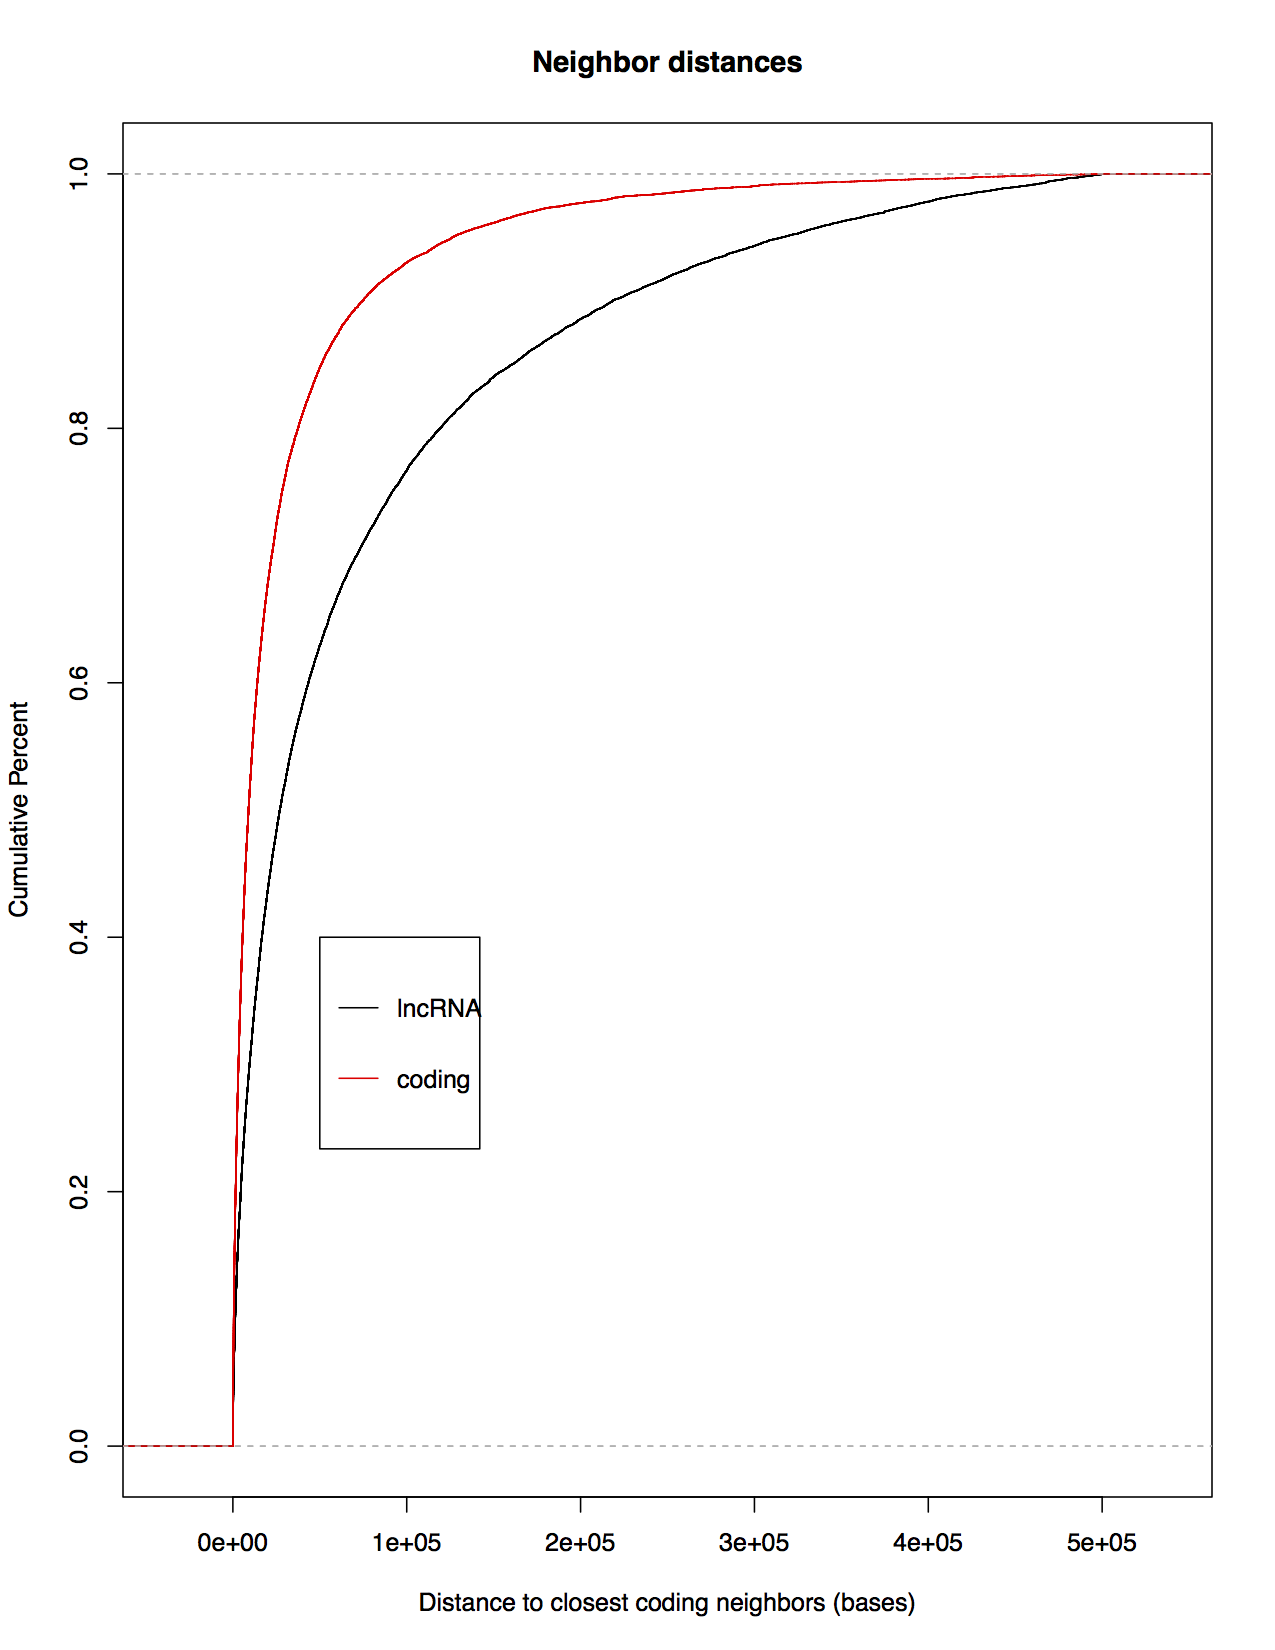 Neighbor distances
1.0
0.8
0.6
0.4
0.2
0.0
Cumulative Percent
lncRNA
coding
0e+00 1e+05 2e+05 3e+05 4e+05 5e+05
Distance to closest coding neighbors (bases)